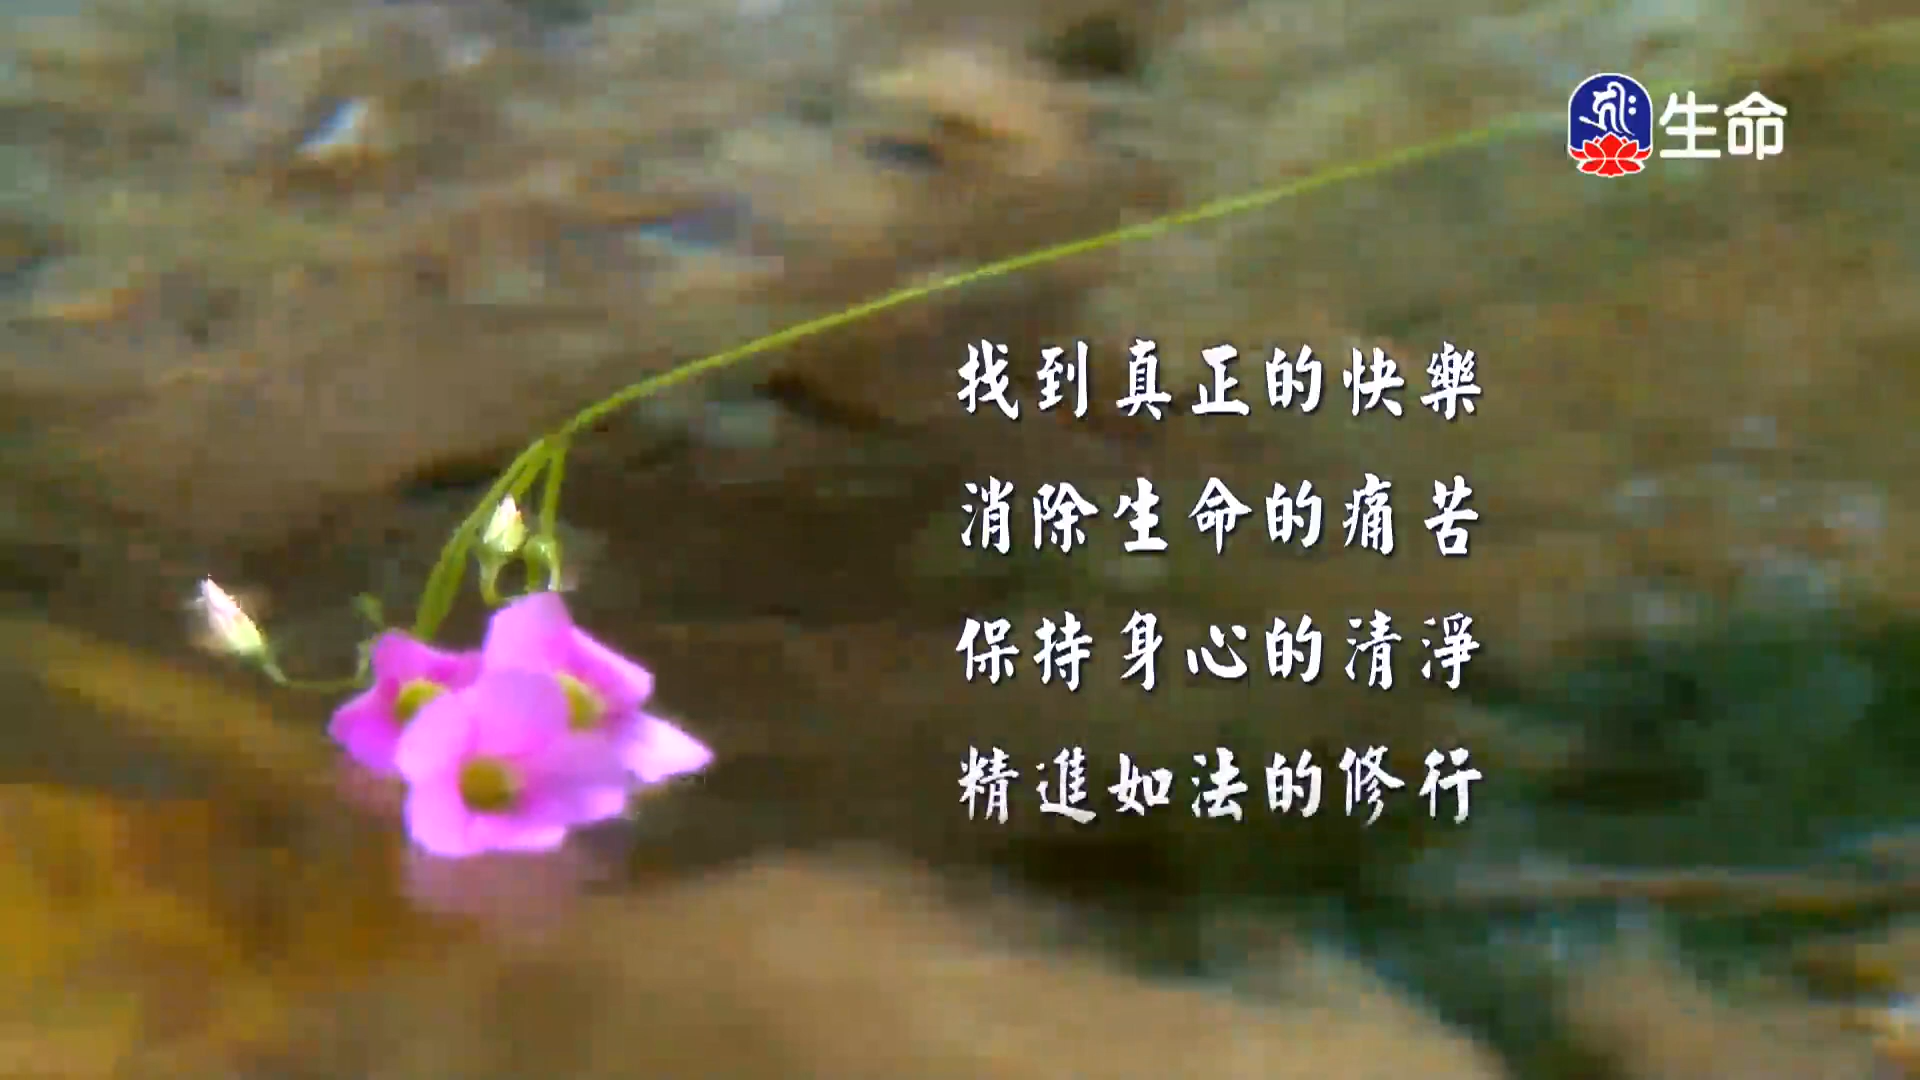 生命
找到真正的快樂
消除生命的痛苦
保持身心的清淨
精進如法的修行